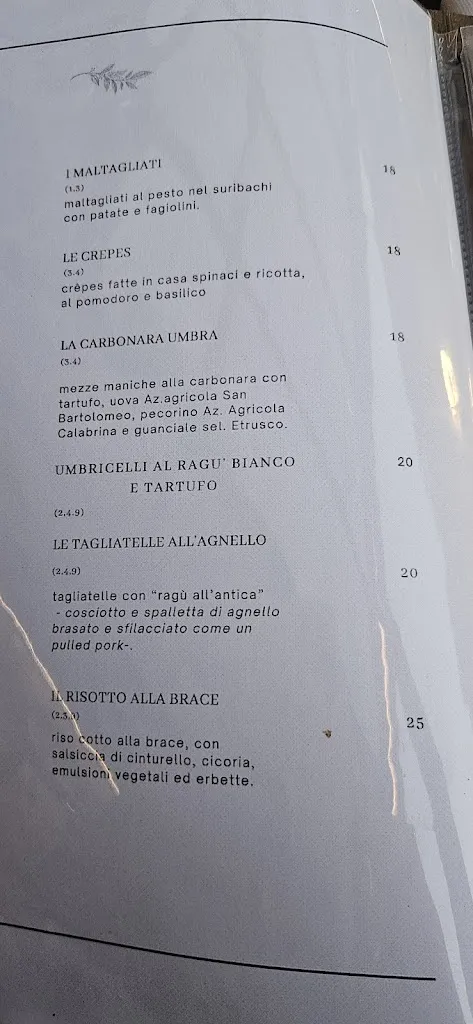 I MALTAGLIATI 18
(1.3)
maltagliati al pesto nel suribachi
con patate e fagiolini.
LE CREPES 18
(3.4)
crêpes fatte in casa spinaci e ricotta,
al pomodoro e basilico
LA CARBONARA UMBRA 18
(3.4)
mezze maniche alla carbonara con
tartufo, uova Az.agricola San
Bartolomeo, pecorino Az. Agricola
Calabrina e guanciale sel. Etrusco.
UMBRICELLI AL RAGU' BIANCO 20
E TARTUFO
(2,4.9)
LE TAGLIATELLE ALL'AGNELLO
(2.4.9) 20
tagliatelle con "ragù all'antica"
- cosciotto e spalletta di agnello
brasato e sfilacciato come un
pulled pork-.
IL RISOTTO ALLA BRACE
25
riso cotto alla brace, con
salsiccia di cinturello, cicoria,
emulsioni vegetali ed erbette.